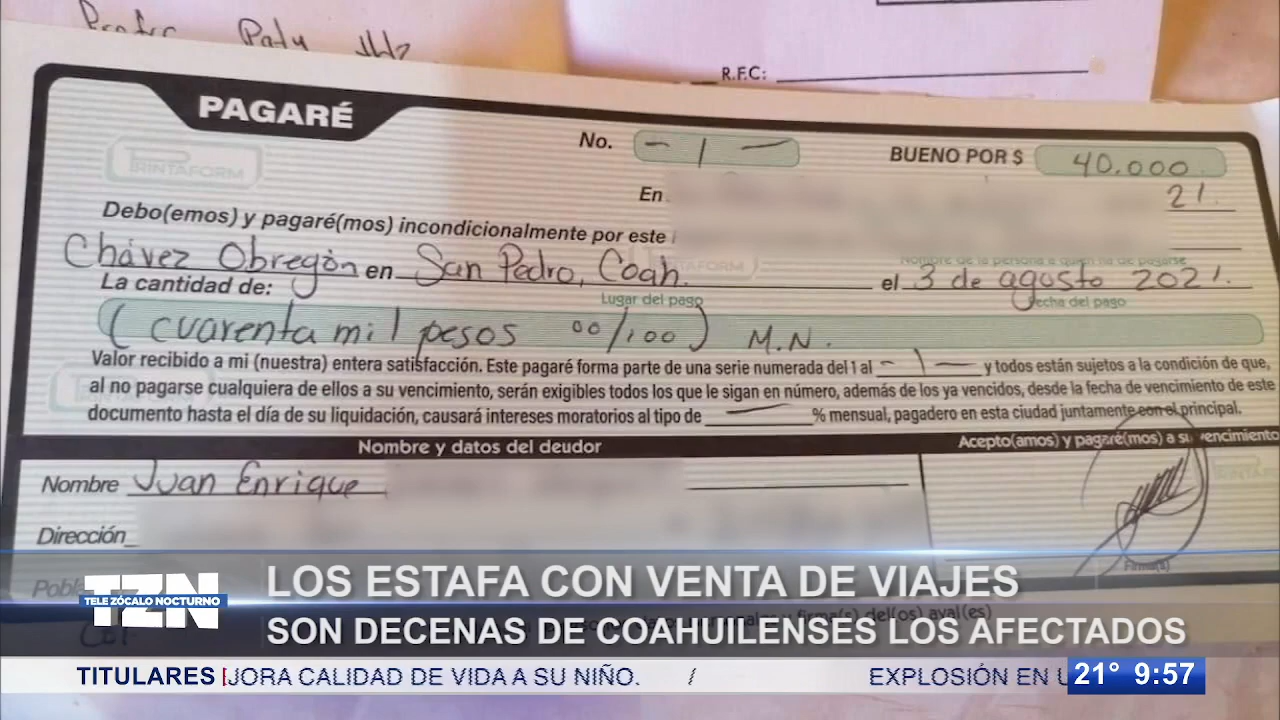 Profr Paty
R.F.C:
PAGARÉ
PRINTAFORM
No. - 1 -
BUENO POR $ 40.000
En
21.
Debo(emos) y pagaré(mos) incondicionalmente por este
Nombre de la persona a quien ha de pagarse
Chávez Obregón en San Pedro, Coah. el 3 de agosto 2021.
La cantidad de:
Lugar del pago
Fecha del pago
(cuarenta mil pesos 00/100) M.N.
Valor recibido a mi (nuestra) entera satisfacción. Este pagaré forma parte de una serie numerada del 1 al - 1 - y todos están sujetos a la condición de que,
al no pagarse cualquiera de ellos a su vencimiento, serán exigibles todos los que le sigan en número, además de los ya vencidos, desde la fecha de vencimiento de este
documento hasta el día de su liquidación, causará intereses moratorios al tipo de % mensual, pagadero en esta ciudad juntamente con el principal.
Nombre y datos del deudor
Acepto(amos) y pagaré(mos) a su vencimiento
Nombre Juan Enrique
Dirección
Firma(s)
LOS ESTAFA CON VENTA DE VIAJES
TZN
TELE ZÓCALO NOCTURNO
y firma(s) del(os) aval(es)
SON DECENAS DE COAHUILENSES LOS AFECTADOS
TITULARES JORA CALIDAD DE VIDA A SU NIÑO. / EXPLOSIÓN EN 21° 9:57